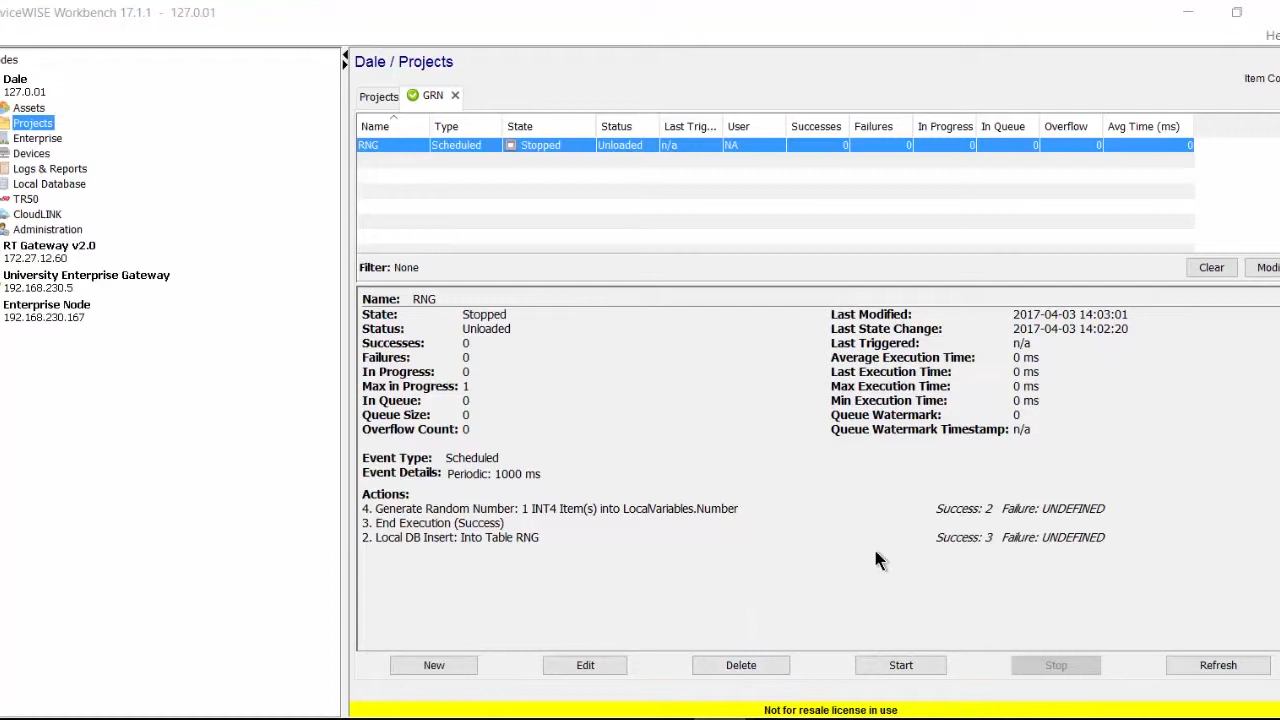 viceWISE Workbench 17.1.1 - 127.0.01
He
des
Dale
127.0.01
Assets
Projects
Enterprise
Devices
Logs & Reports
Local Database
TR50
CloudLINK
Administration
RT Gateway v2.0
172.27.12.60
University Enterprise Gateway
192.168.230.5
Enterprise Node
192.168.230.167
Dale / Projects
Item Co
Projects GRN
Name Type State Status Last Trig... User Successes Failures In Progress In Queue Overflow Avg Time (ms)
RNG Scheduled Stopped Unloaded n/a NA 0 0 0 0 0 0
Filter: None Clear Modi
Name: RNG
State: Stopped Last Modified: 2017-04-03 14:03:01
Status: Unloaded Last State Change: 2017-04-03 14:02:20
Successes: 0 Last Triggered: n/a
Failures: 0 Average Execution Time: 0 ms
In Progress: 0 Last Execution Time: 0 ms
Max in Progress: 1 Max Execution Time: 0 ms
In Queue: 0 Min Execution Time: 0 ms
Queue Size: 0 Queue Watermark: 0
Overflow Count: 0 Queue Watermark Timestamp: n/a
Event Type: Scheduled
Event Details: Periodic: 1000 ms
Actions:
4. Generate Random Number: 1 INT4 Item(s) into LocalVariables.Number Success: 2 Failure: UNDEFINED
3. End Execution (Success)
2. Local DB Insert: Into Table RNG Success: 3 Failure: UNDEFINED
New Edit Delete Start Stop Refresh
Not for resale license in use